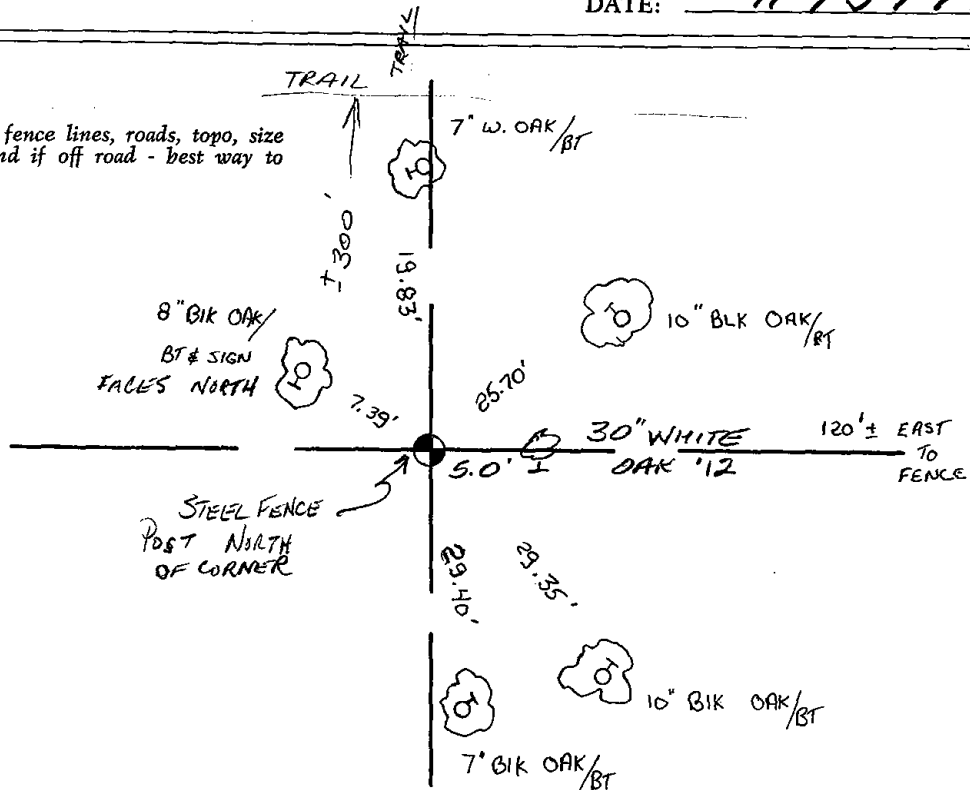 DATE:
TRAIL
TRAIL
fence lines, roads, topo, size
nd if off road - best way to
7" W. OAK/BT
± 300'
19.83'
8" BlK OAK/
BT & SIGN
FACES NORTH
10" BLK OAK/BT
7.39'
25.70'
5.0'
30" WHITE
OAK '12
120'± EAST
TO
FENCE
STEEL FENCE
POST NORTH
OF CORNER
29.40'
29.35'
10" BlK OAK/BT
7" BlK OAK/BT